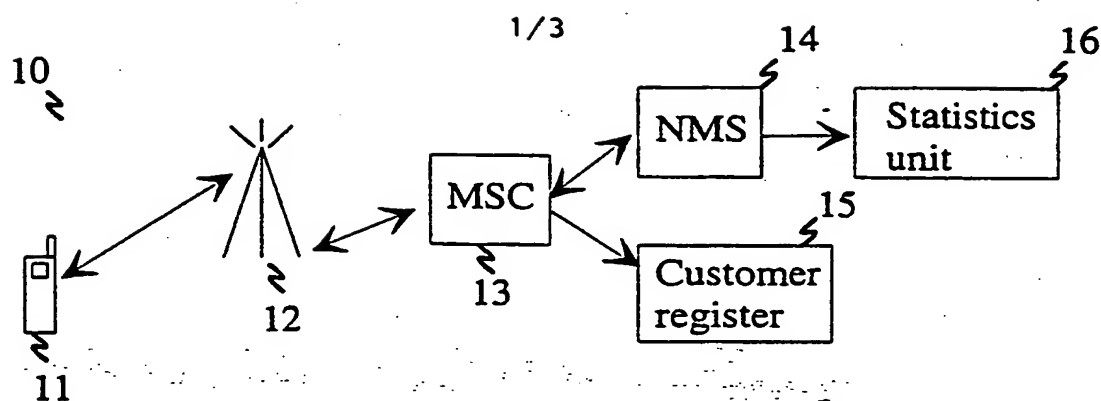 1/3
10
14
16
NMS
Statistics
unit
MSC
15
Customer
register
13
12
11